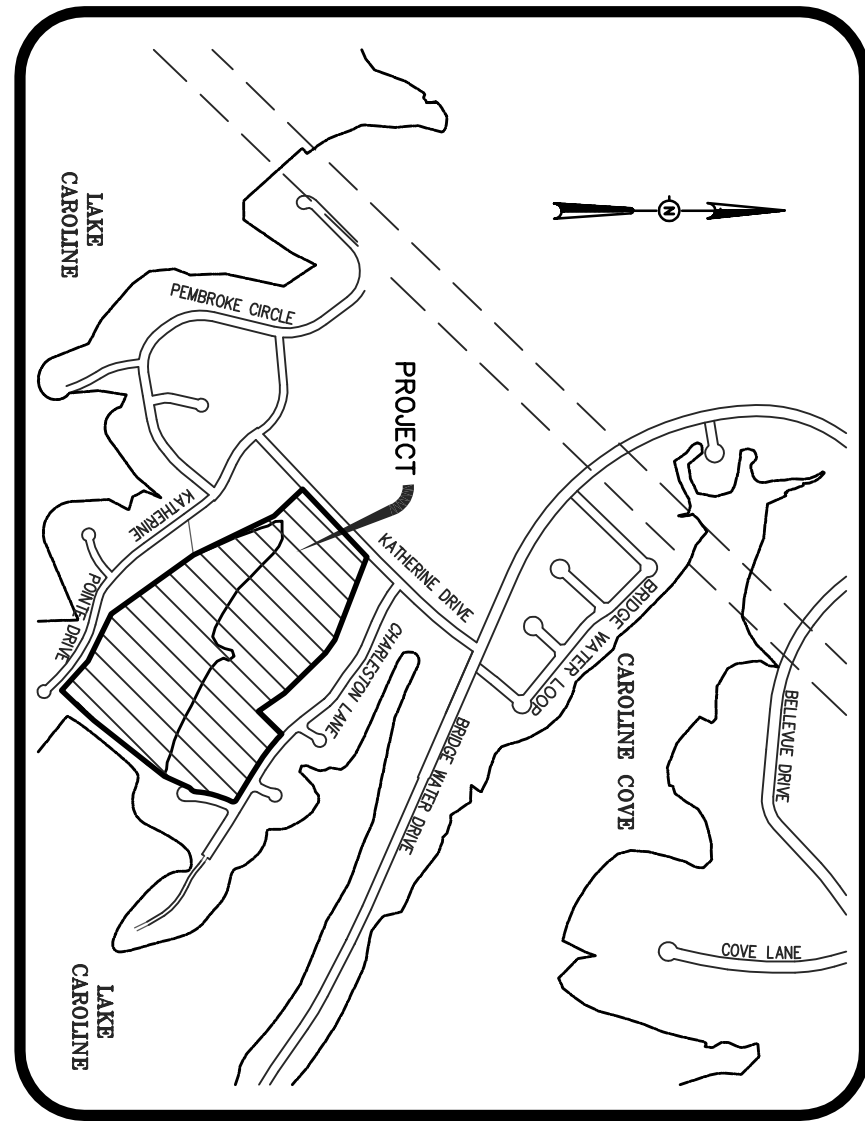 LAKE
CAROLINE
N
PEMBROKE CIRCLE
PROJECT
KATHERINE
POINTE DRIVE
KATHERINE DRIVE
CHARLESTON LANE
BRIDGE WATER LOOP
BRIDGE WATER DRIVE
CAROLINE COVE
BELLEVUE DRIVE
COVE LANE
LAKE
CAROLINE